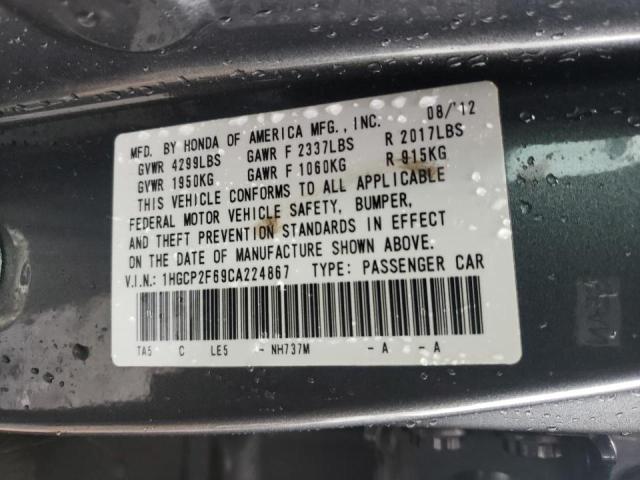 MFD. BY HONDA OF AMERICA MFG., INC. 08/'12
GVWR 4299LBS GAWR F 2337LBS R 2017LBS
GVWR 1950KG GAWR F 1060KG R 915KG
THIS VEHICLE CONFORMS TO ALL APPLICABLE
FEDERAL MOTOR VEHICLE SAFETY, BUMPER,
AND THEFT PREVENTION STANDARDS IN EFFECT
ON THE DATE OF MANUFACTURE SHOWN ABOVE.
V.I.N.: 1HGCP2F69CA224867 TYPE: PASSENGER CAR
TA5 C LE5 - NH737M - A - A